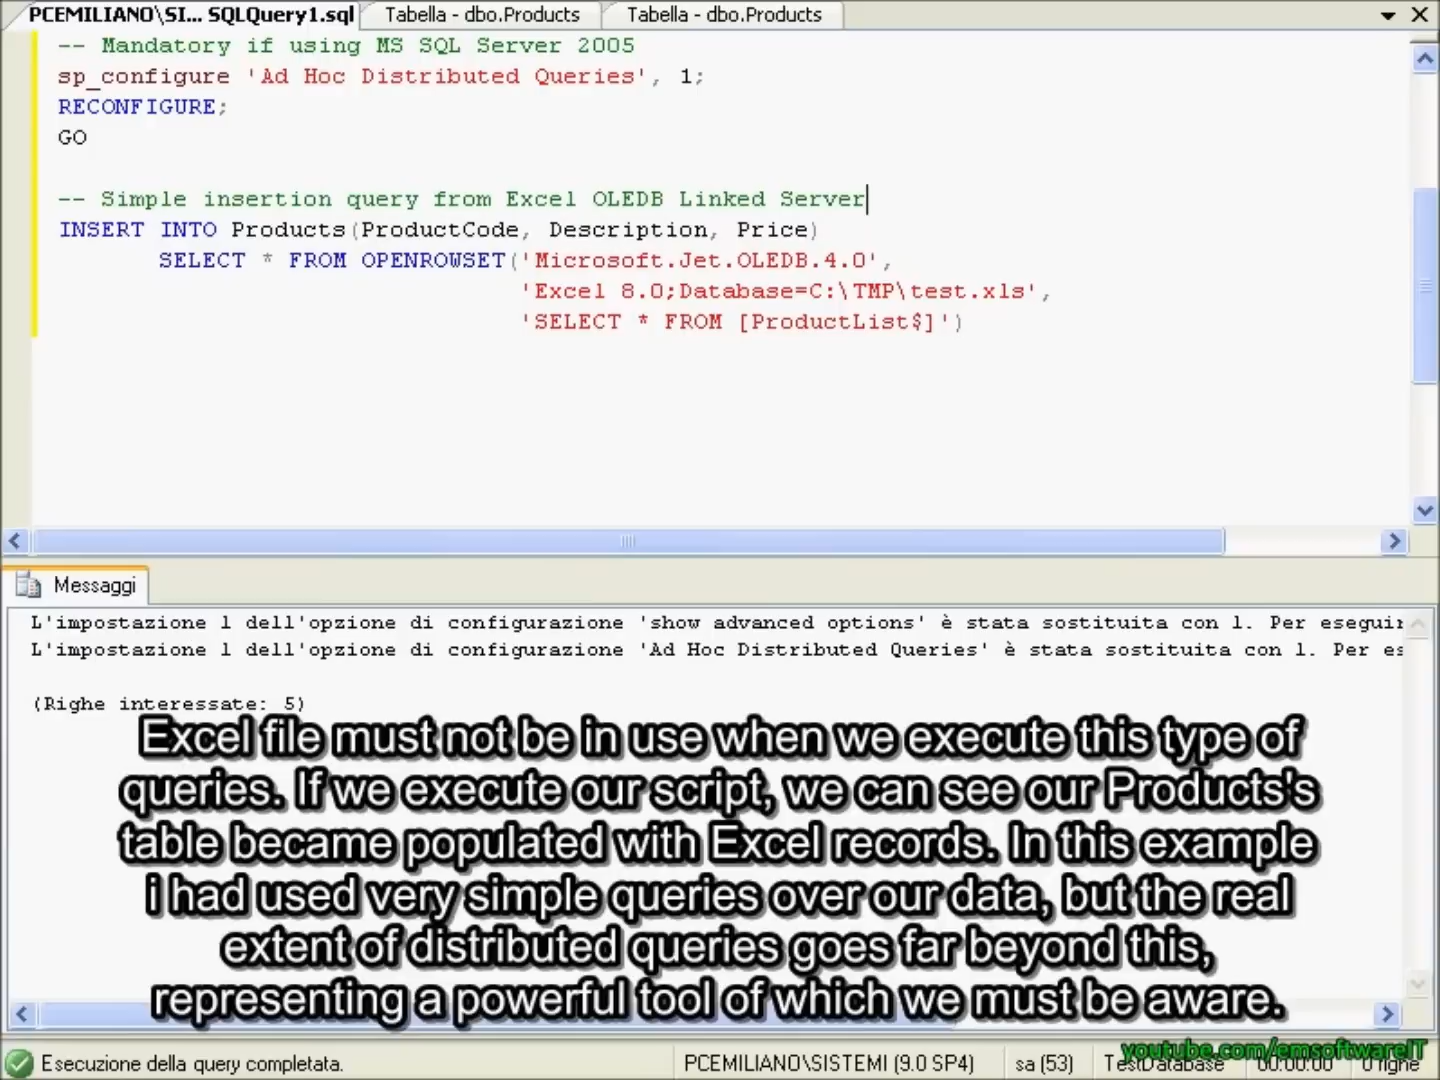 PCEMILIANO\SI... SQLQuery1.sql
Tabella - dbo.Products
Tabella - dbo.Products
-- Mandatory if using MS SQL Server 2005
sp_configure 'Ad Hoc Distributed Queries', 1;
RECONFIGURE;
GO
-- Simple insertion query from Excel OLEDB Linked Server
INSERT INTO Products(ProductCode, Description, Price)
SELECT * FROM OPENROWSET('Microsoft.Jet.OLEDB.4.0',
'Excel 8.0;Database=C:\TMP\test.xls',
'SELECT * FROM [ProductList$]')
Messaggi
L'impostazione 1 dell'opzione di configurazione 'show advanced options' è stata sostituita con 1. Per eseguir
L'impostazione 1 dell'opzione di configurazione 'Ad Hoc Distributed Queries' è stata sostituita con 1. Per es
(Righe interessate: 5)
Excel file must not be in use when we execute this type of
queries. If we execute our script, we can see our Products's
table became populated with Excel records. In this example
i had used very simple queries over our data, but the real
extent of distributed queries goes far beyond this,
representing a powerful tool of which we must be aware.
youtube.com/emsoftwareIT
Esecuzione della query completata.
PCEMILIANO\SISTEMI (9.0 SP4)
sa (53)
TestDatabase
00:00:00
0 righe